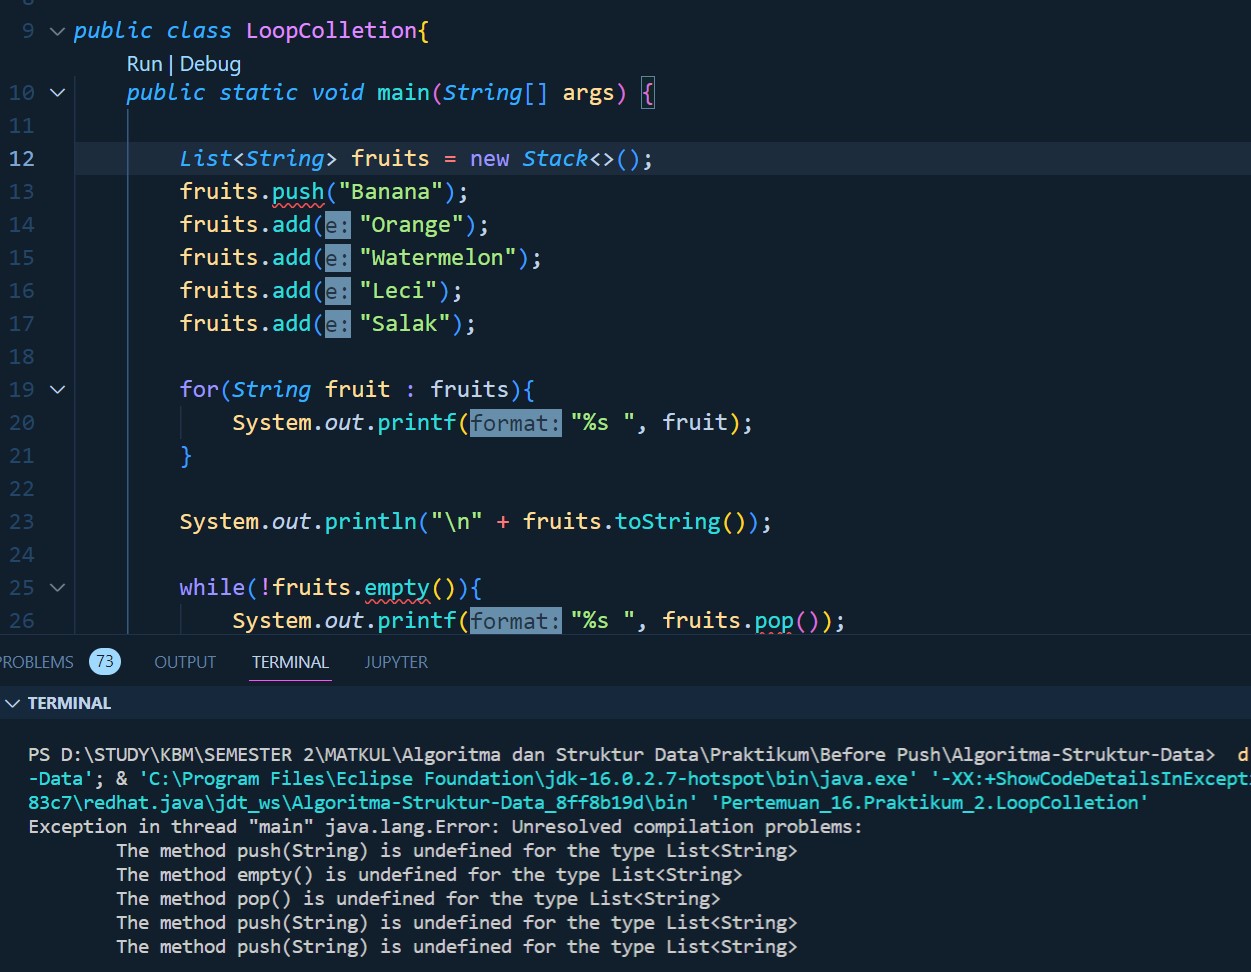 9 public class LoopColletion{
Run | Debug
10 public static void main(String[] args) {
11
12 List<String> fruits = new Stack<>();
13 fruits.push("Banana");
14 fruits.add(e: "Orange");
15 fruits.add(e: "Watermelon");
16 fruits.add(e: "Leci");
17 fruits.add(e: "Salak");
18
19 for(String fruit : fruits){
20 System.out.printf(format: "%s ", fruit);
21 }
22
23 System.out.println("\n" + fruits.toString());
24
25 while(!fruits.empty()){
26 System.out.printf(format: "%s ", fruits.pop());
PROBLEMS 73 OUTPUT TERMINAL JUPYTER
TERMINAL
PS D:\STUDY\KBM\SEMESTER 2\MATKUL\Algoritma dan Struktur Data\Praktikum\Before Push\Algoritma-Struktur-Data> d
-Data'; & 'C:\Program Files\Eclipse Foundation\jdk-16.0.2.7-hotspot\bin\java.exe' '-XX:+ShowCodeDetailsInExcepti
83c7\redhat.java\jdt_ws\Algoritma-Struktur-Data_8ff8b19d\bin' 'Pertemuan_16.Praktikum_2.LoopColletion'
Exception in thread "main" java.lang.Error: Unresolved compilation problems:
The method push(String) is undefined for the type List<String>
The method empty() is undefined for the type List<String>
The method pop() is undefined for the type List<String>
The method push(String) is undefined for the type List<String>
The method push(String) is undefined for the type List<String>